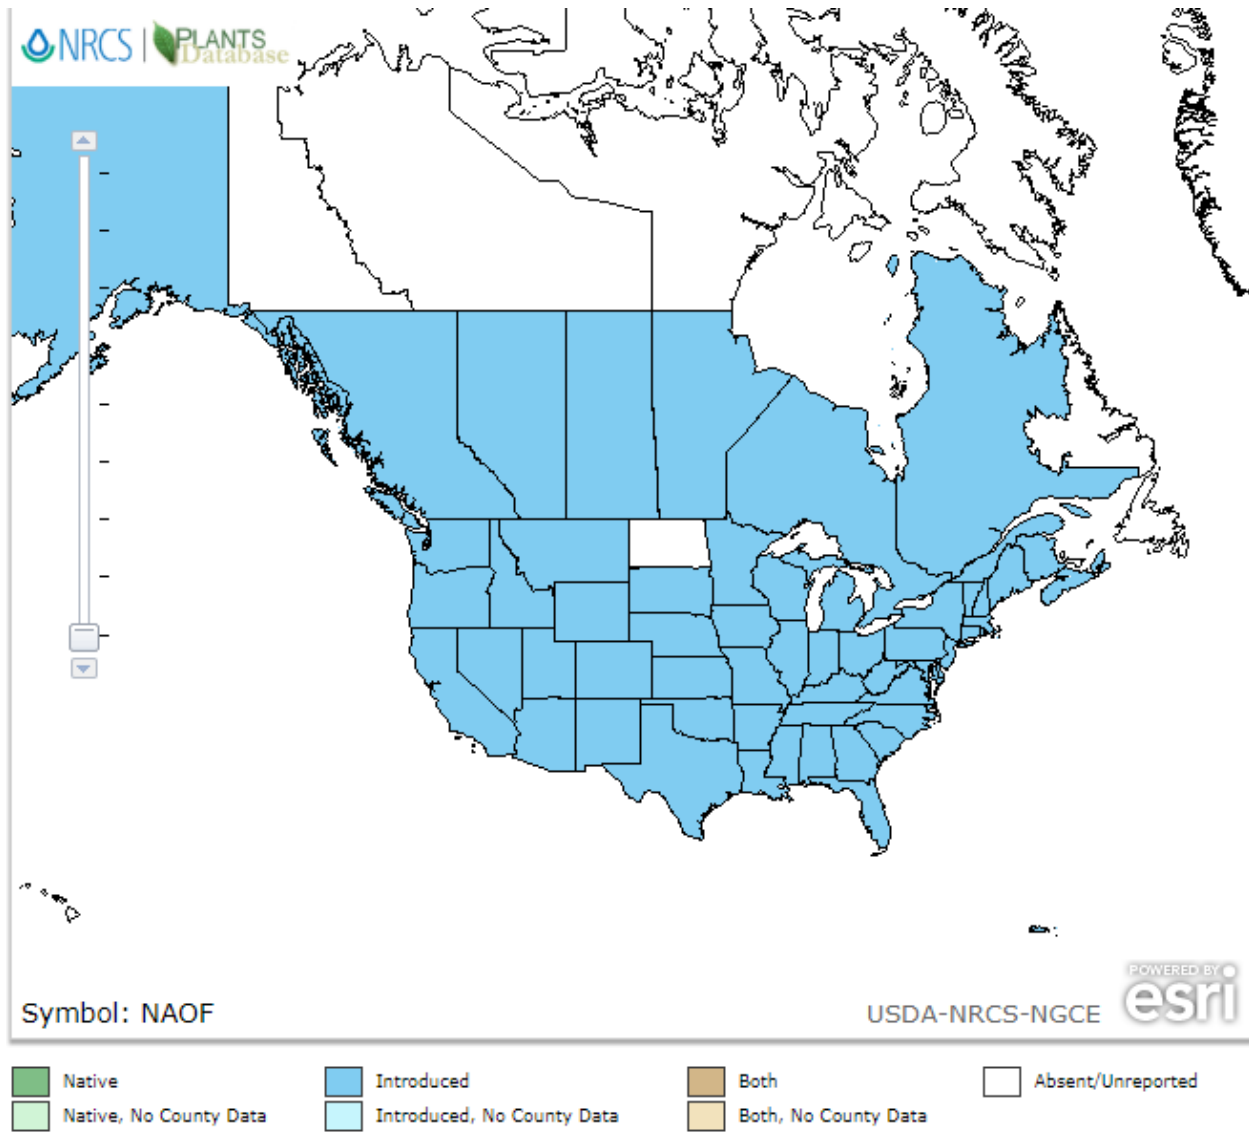 NRCS | PLANTS
Database
Symbol: NAOF
USDA-NRCS-NGCE
POWERED BY
esri
Native
Introduced
Both
Absent/Unreported
Native, No County Data
Introduced, No County Data
Both, No County Data